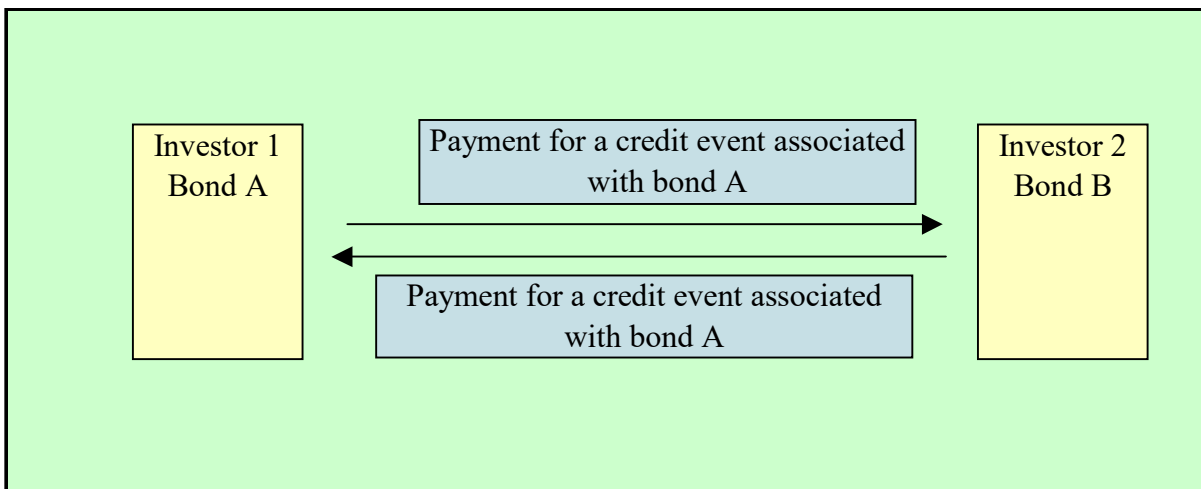 Investor 1
Bond A
Payment for a credit event associated
with bond A
Investor 2
Bond B
Payment for a credit event associated
with bond A